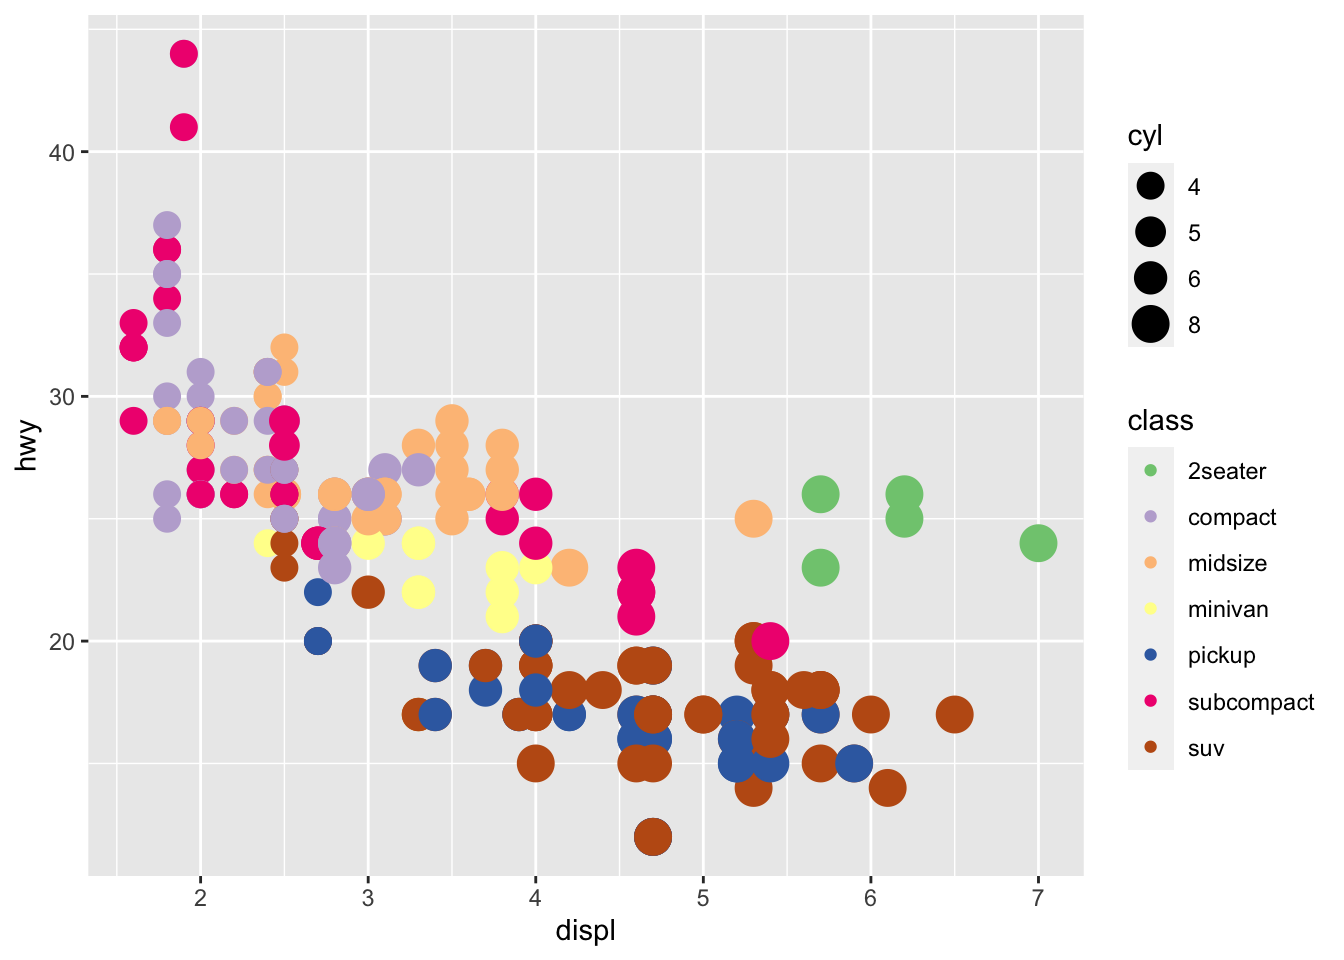 40
30
20
hwy
2 3 4 5 6 7
displ
cyl
4
5
6
8
class
2seater
compact
midsize
minivan
pickup
subcompact
suv